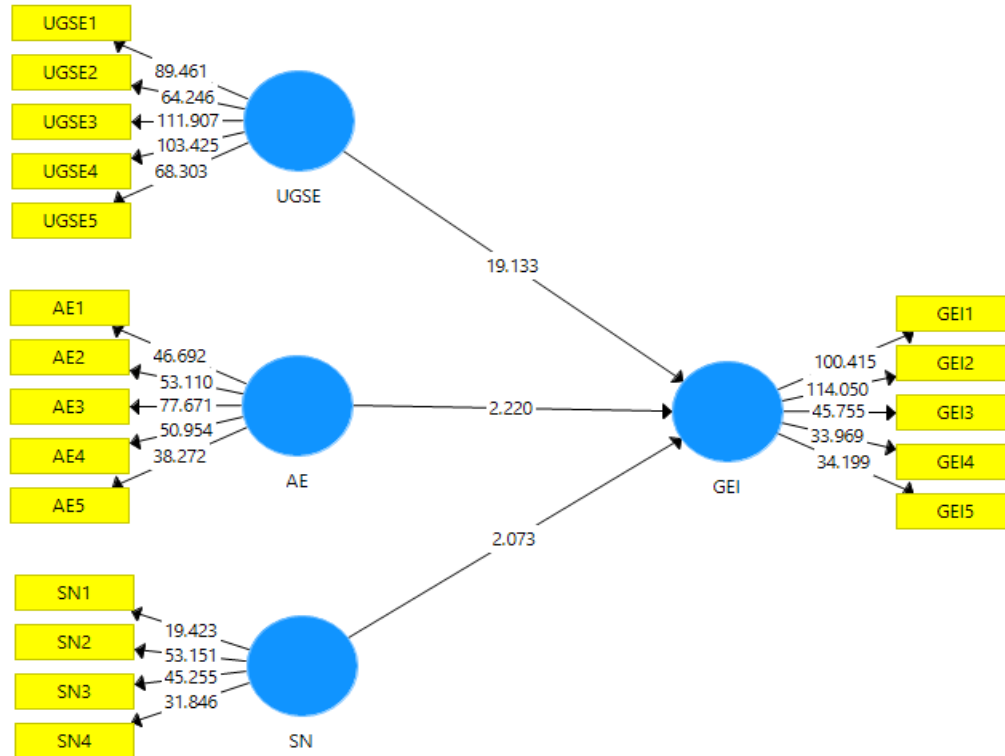 UGSE1
UGSE2
UGSE3
UGSE4
UGSE5
89.461
64.246
111.907
103.425
68.303
UGSE
19.133
AE1
AE2
AE3
AE4
AE5
46.692
53.110
77.671
50.954
38.272
AE
2.220
SN1
SN2
SN3
SN4
19.423
53.151
45.255
31.846
SN
2.073
GEI
100.415
114.050
45.755
33.969
34.199
GEI1
GEI2
GEI3
GEI4
GEI5